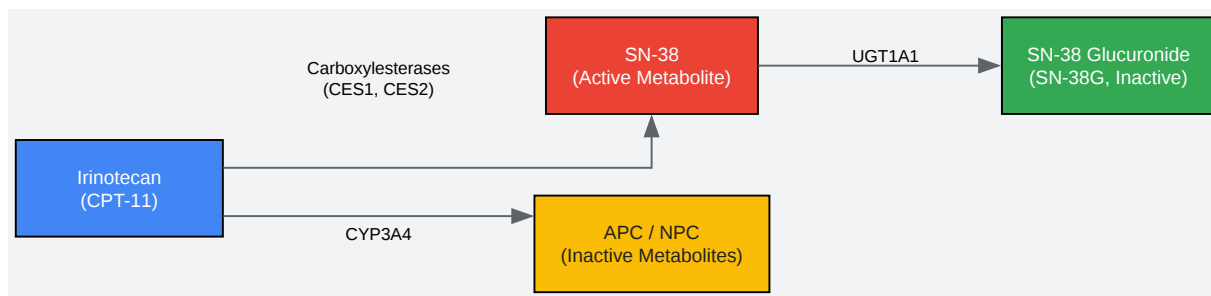 Irinotecan
(CPT-11)
Carboxylesterases
(CES1, CES2)
SN-38
(Active Metabolite)
UGT1A1
SN-38 Glucuronide
(SN-38G, Inactive)
CYP3A4
APC / NPC
(Inactive Metabolites)